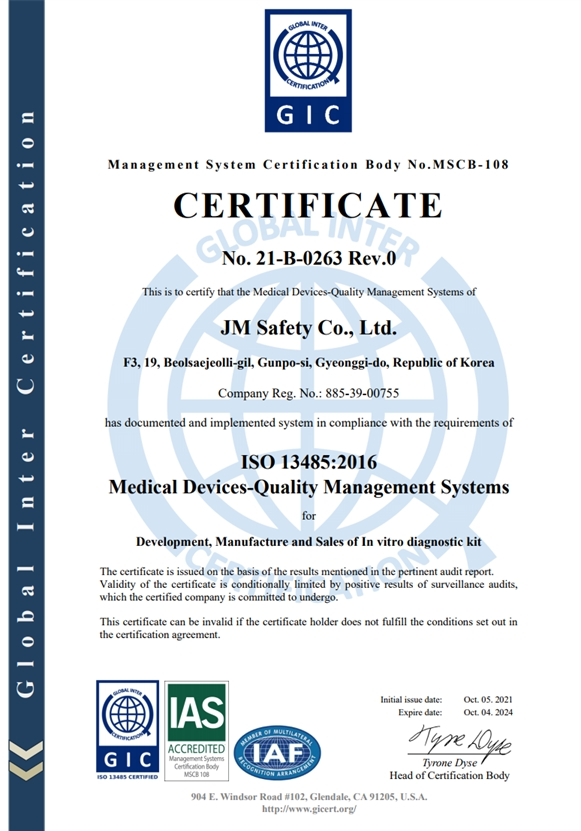 GLOBAL INTER
CERTIFICATION
GIC
Management System Certification Body No.MSCB-108
CERTIFICATE
GLOBAL INTER
No. 21-B-0263 Rev.0
This is to certify that the Medical Devices-Quality Management Systems of
JM Safety Co., Ltd.
F3, 19, Beolsaejeolli-gil, Gunpo-si, Gyeonggi-do, Republic of Korea
Company Reg. No.: 885-39-00755
has documented and implemented system in compliance with the requirements of
ISO 13485:2016
Medical Devices-Quality Management Systems
for
Development, Manufacture and Sales of In vitro diagnostic kit
CERTIFICATION
The certificate is issued on the basis of the results mentioned in the pertinent audit report.
Validity of the certificate is conditionally limited by positive results of surveillance audits,
which the certified company is committed to undergo.
This certificate can be invalid if the certificate holder does not fulfill the conditions set out in
the certification agreement.
Global Inter Certification
GLOBAL INTER
CERTIFICATION
GIC
ISO 13485 CERTIFIED
IAS
ACCREDITED
Management Systems
Certification Body
MSCB 108
MEMBER OF MULTILATERAL
IAF
RECOGNITION ARRANGEMENT
Initial issue date: Oct. 05. 2021
Expire date: Oct. 04. 2024
Tyrone Dyse
Tyrone Dyse
Head of Certification Body
904 E. Windsor Road #102, Glendale, CA 91205, U.S.A.
http://www.gicert.org/